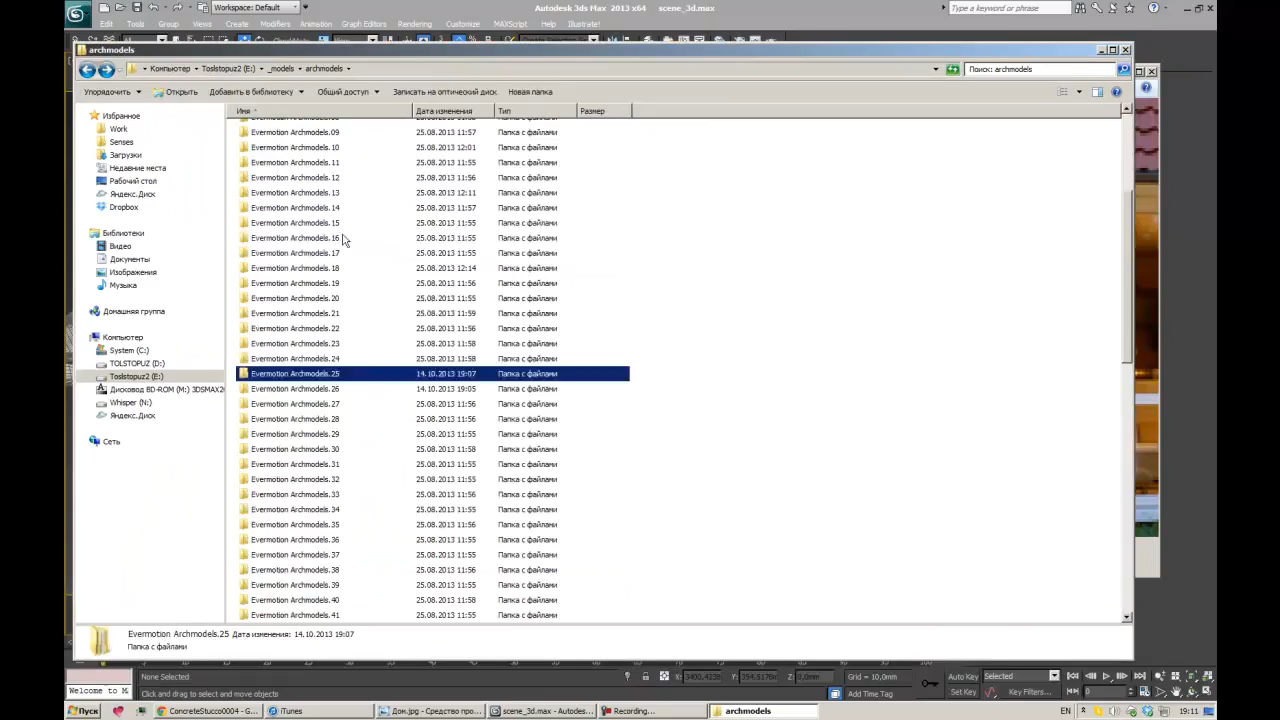 Workspace: Default
Autodesk 3ds Max 2013 x64
scene_3d.max
Type a keyword or phrase
Edit Tools Group Views Create Modifiers Animation Graph Editors Rendering Customize MAXScript Help Illustrate!
archmodels
Компьютер Toslstopuz2 (E:) _models archmodels
Поиск: archmodels
Упорядочить Открыть Добавить в библиотеку Общий доступ Записать на оптический диск Новая папка
Имя Дата изменения Тип Размер
Evermotion Archmodels.09 25.08.2013 11:57 Папка с файлами
Evermotion Archmodels.10 25.08.2013 12:01 Папка с файлами
Evermotion Archmodels.11 25.08.2013 11:55 Папка с файлами
Evermotion Archmodels.12 25.08.2013 11:56 Папка с файлами
Evermotion Archmodels.13 25.08.2013 12:11 Папка с файлами
Evermotion Archmodels.14 25.08.2013 11:57 Папка с файлами
Evermotion Archmodels.15 25.08.2013 11:55 Папка с файлами
Evermotion Archmodels.16 25.08.2013 11:55 Папка с файлами
Evermotion Archmodels.17 25.08.2013 11:55 Папка с файлами
Evermotion Archmodels.18 25.08.2013 12:14 Папка с файлами
Evermotion Archmodels.19 25.08.2013 11:56 Папка с файлами
Evermotion Archmodels.20 25.08.2013 11:55 Папка с файлами
Evermotion Archmodels.21 25.08.2013 11:59 Папка с файлами
Evermotion Archmodels.22 25.08.2013 11:56 Папка с файлами
Evermotion Archmodels.23 25.08.2013 11:58 Папка с файлами
Evermotion Archmodels.24 25.08.2013 11:58 Папка с файлами
Evermotion Archmodels.25 14.10.2013 19:07 Папка с файлами
Evermotion Archmodels.26 14.10.2013 19:05 Папка с файлами
Evermotion Archmodels.27 25.08.2013 11:56 Папка с файлами
Evermotion Archmodels.28 25.08.2013 11:56 Папка с файлами
Evermotion Archmodels.29 25.08.2013 11:55 Папка с файлами
Evermotion Archmodels.30 25.08.2013 11:58 Папка с файлами
Evermotion Archmodels.31 25.08.2013 11:55 Папка с файлами
Evermotion Archmodels.32 25.08.2013 11:55 Папка с файлами
Evermotion Archmodels.33 25.08.2013 11:56 Папка с файлами
Evermotion Archmodels.34 25.08.2013 11:55 Папка с файлами
Evermotion Archmodels.35 25.08.2013 11:56 Папка с файлами
Evermotion Archmodels.36 25.08.2013 11:55 Папка с файлами
Evermotion Archmodels.37 25.08.2013 11:55 Папка с файлами
Evermotion Archmodels.38 25.08.2013 11:56 Папка с файлами
Evermotion Archmodels.39 25.08.2013 11:55 Папка с файлами
Evermotion Archmodels.40 25.08.2013 11:58 Папка с файлами
Evermotion Archmodels.41 25.08.2013 11:55 Папка с файлами
Избранное
Work
Senses
Загрузки
Недавние места
Рабочий стол
Яндекс.Диск
Dropbox
Библиотеки
Видео
Документы
Изображения
Музыка
Домашняя группа
Компьютер
System (C:)
TOLSTOPUZ (D:)
Toslstopuz2 (E:)
Дисковод BD-ROM (M:) 3DSMAX2
Whisper (N:)
Яндекс.Диск
Сеть
Evermotion Archmodels.25 Дата изменения: 14.10.2013 19:07
Папка с файлами
None Selected
X: Y: Z: 0,0mm Grid = 10,0mm
Auto Key Selected
Welcome to M
Click and drag to select and move objects
Add Time Tag
Set Key Key Filters... 0
Пуск
ConcreteStucco0004 - G...
iTunes
Дом.jpg - Средство про...
scene_3d.max - Autodes...
Recording...
archmodels
EN
19:11